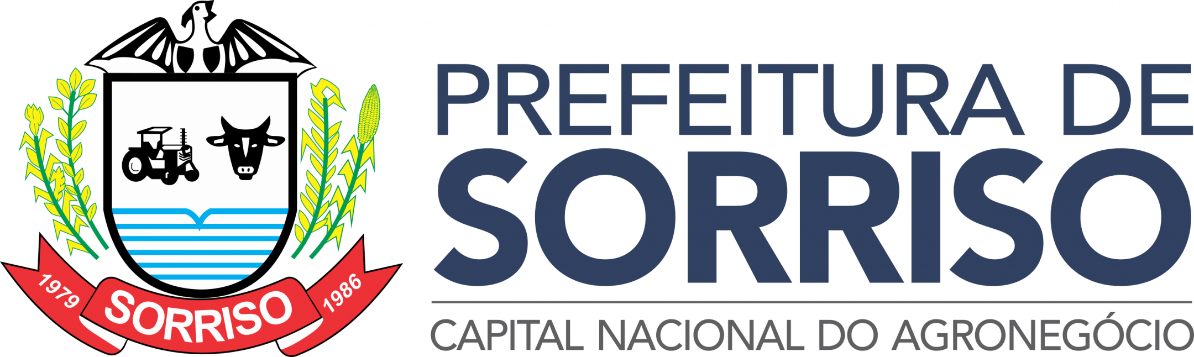 1979
SORRISO
1986
PREFEITURA DE
SORRISO
CAPITAL NACIONAL DO AGRONEGÓCIO